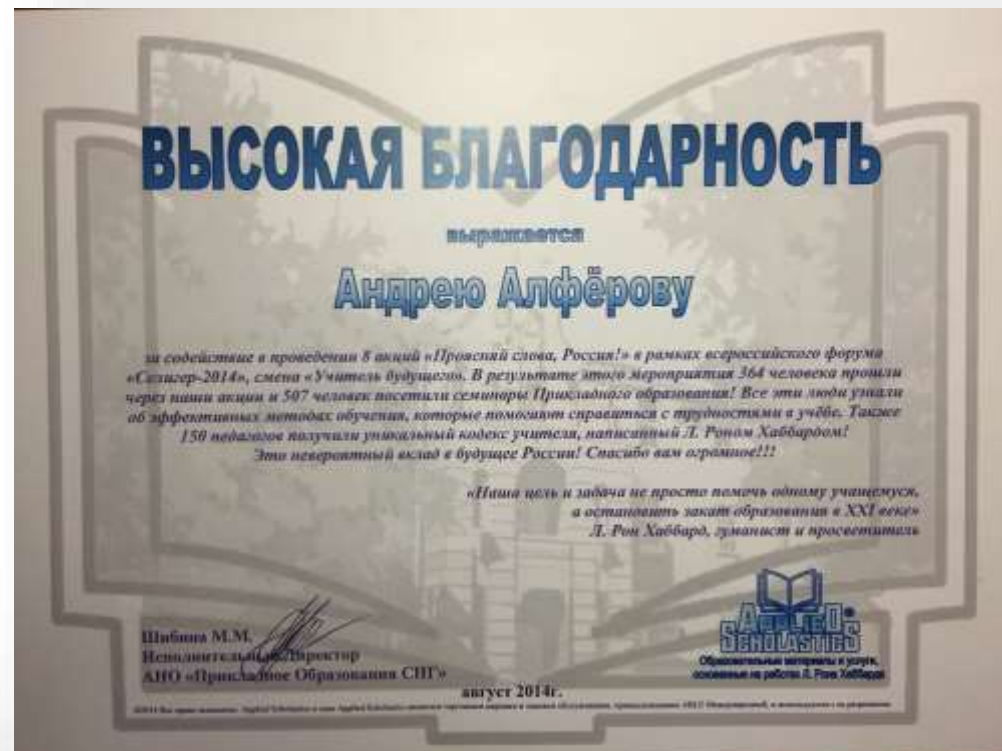 ВЫСОКАЯ БЛАГОДАРНОСТЬ
выражается
Андрею Алфёрову
за содействие в проведении 8 акций «Проясняй слова, Россия!» в рамках всероссийского форума
«Селигер-2014», смена «Учитель будущего». В результате этого мероприятия 364 человека прошли
через наши акции и 507 человек посетили семинары Прикладного образования! Все эти люди узнали
об эффективных методах обучения, которые помогают справиться с трудностями в учёбе. Также
150 педагогов получили уникальный кодекс учителя, написанный Л. Роном Хаббардом!
Это невероятный вклад в будущее России! Спасибо вам огромное!!!
«Наша цель и задача не просто помочь одному учащемуся,
а остановить закат образования в XXI веке»
Л. Рон Хаббард, гуманист и просветитель
Шибина М.М.
Исполнительный Директор
АНО «Прикладное Образования СНГ»
APPLIED
SCHOLASTICS®
Образовательные материалы и услуги,
основанные на работах Л. Рона Хаббарда
август 2014г.